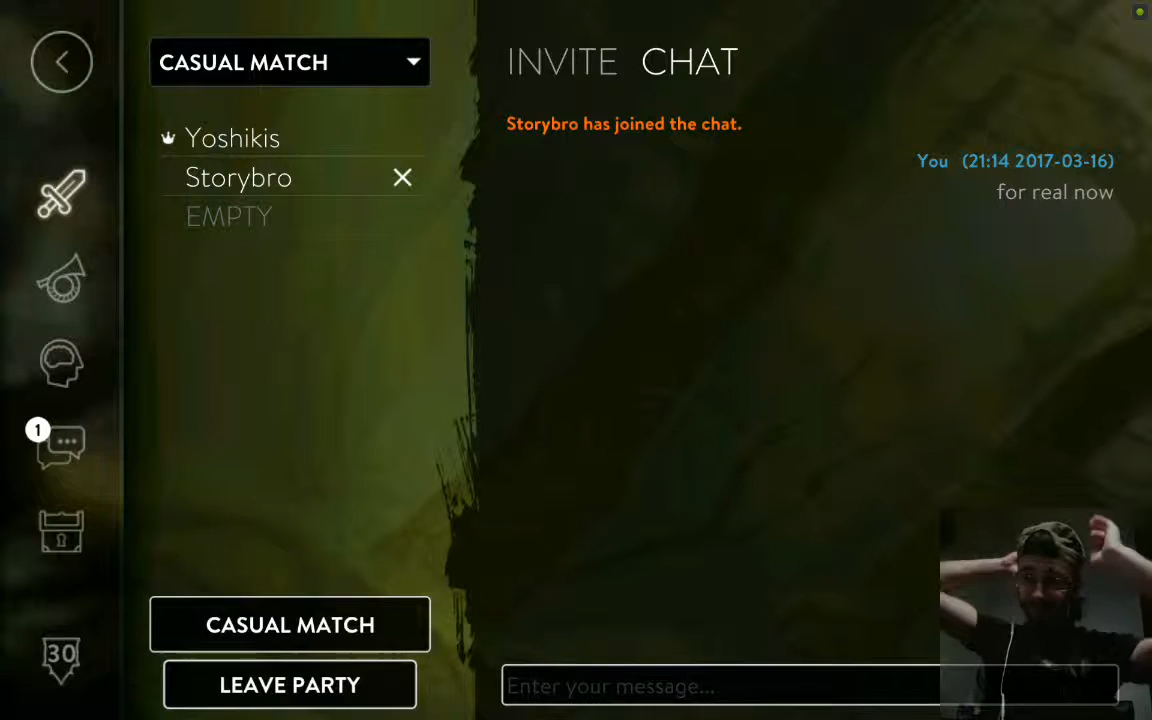 CASUAL MATCH
INVITE CHAT
Yoshikis
Storybro
EMPTY
Storybro has joined the chat.
You (21:14 2017-03-16)
for real now
1
30
CASUAL MATCH
LEAVE PARTY
Enter your message...